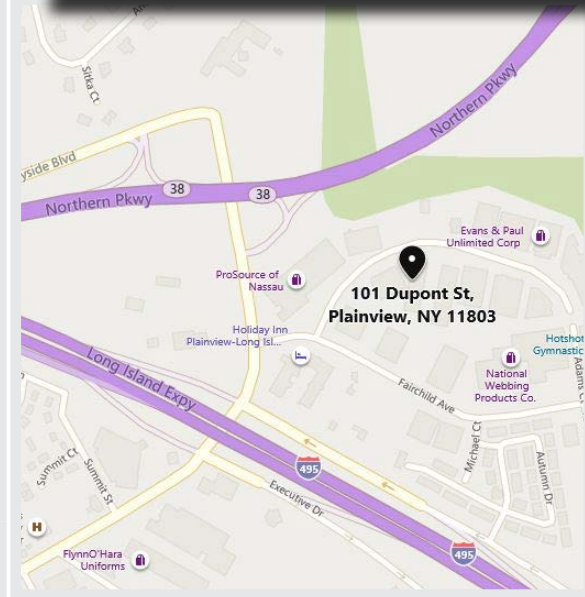 Sitka Ct
yside Blvd
Northern Pkwy
38
38
Northern Pkwy
Evans & Paul
Unlimited Corp
ProSource of
Nassau
101 Dupont St,
Plainview, NY 11803
Holiday Inn
Plainview-Long Isl...
Hotshot
Gymnastic
National
Webbing
Products Co.
Adams Ct
Long Island Expy
Fairchild Ave
Michael Ct
Autumn Dr
Summit Ct
Summit St
495
Executive Dr
495
H
FlynnO'Hara
Uniforms